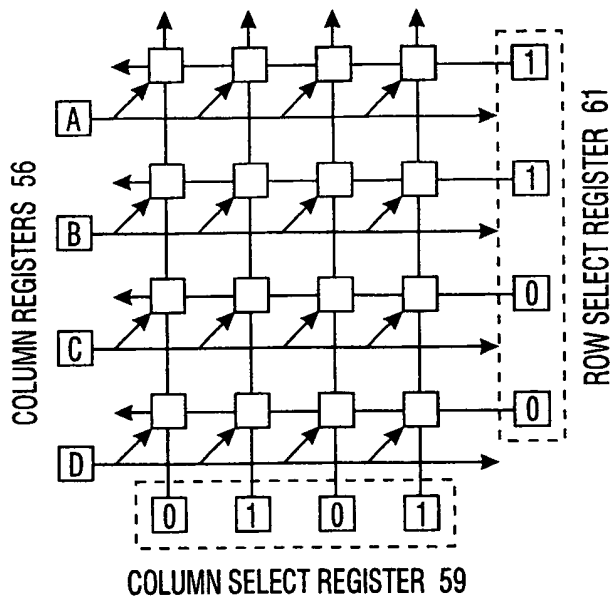 A
B
C
D
COLUMN REGISTERS 56
1
1
0
0
ROW SELECT REGISTER 61
0 1 0 1
COLUMN SELECT REGISTER 59